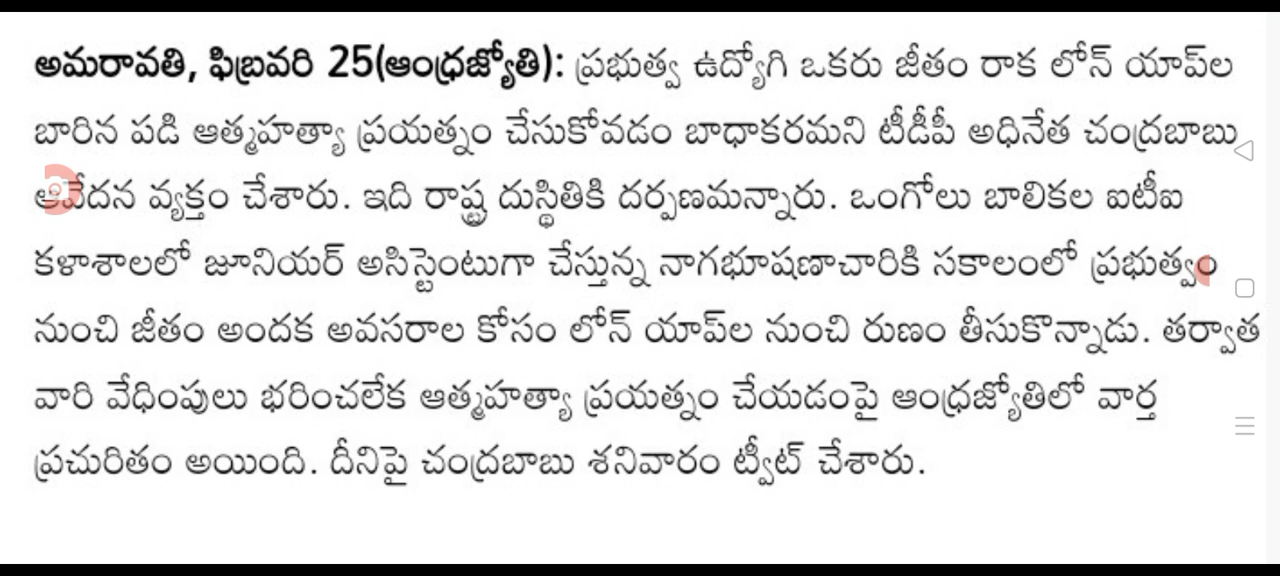 అమరావతి, ఫిబ్రవరి 25(ఆంధ్రజ్యోతి): ప్రభుత్వ ఉద్యోగి ఒకరు జీతం రాక లోన్ యాప్‌ల
బారిన పడి ఆత్మహత్యా ప్రయత్నం చేసుకోవడం బాధాకరమని టీడీపీ అధినేత చంద్రబాబు
ఆవేదన వ్యక్తం చేశారు. ఇది రాష్ట్ర దుస్థితికి దర్పణమన్నారు. ఒంగోలు బాలికల ఐటీఐ
కళాశాలలో జూనియర్ అసిస్టెంటుగా చేస్తున్న నాగభూషణాచారికి సకాలంలో ప్రభుత్వం
నుంచి జీతం అందక అవసరాల కోసం లోన్ యాప్‌ల నుంచి రుణం తీసుకొన్నాడు. తర్వాత
వారి వేధింపులు భరించలేక ఆత్మహత్యా ప్రయత్నం చేయడంపై ఆంధ్రజ్యోతిలో వార్త
ప్రచురితం అయింది. దీనిపై చంద్రబాబు శనివారం ట్వీట్ చేశారు.